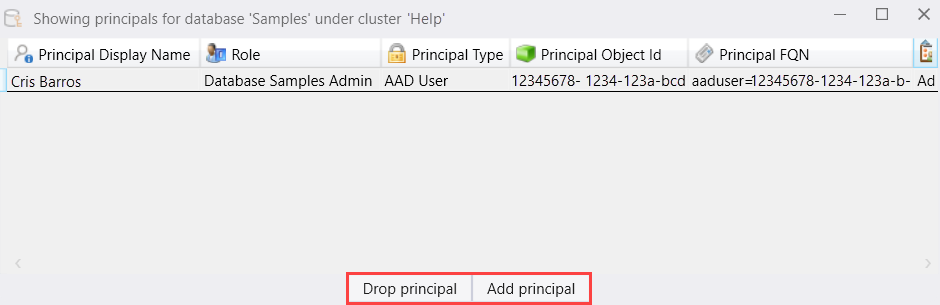 Showing principals for database 'Samples' under cluster 'Help'
Principal Display Name Role Principal Type Principal Object Id Principal FQN
Cris Barros Database Samples Admin AAD User 12345678- 1234-123a-bcd aaduser=12345678-1234-123a-b- Ad
Drop principal Add principal